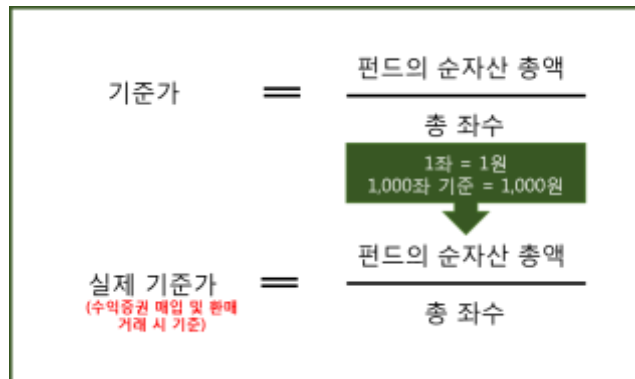 펀드의 순자산 총액
기준가 =
총 좌수
1좌 = 1원
1,000좌 기준 = 1,000원
펀드의 순자산 총액
실제 기준가 =
(수익증권 매입 및 환매
거래 시 기준)
총 좌수